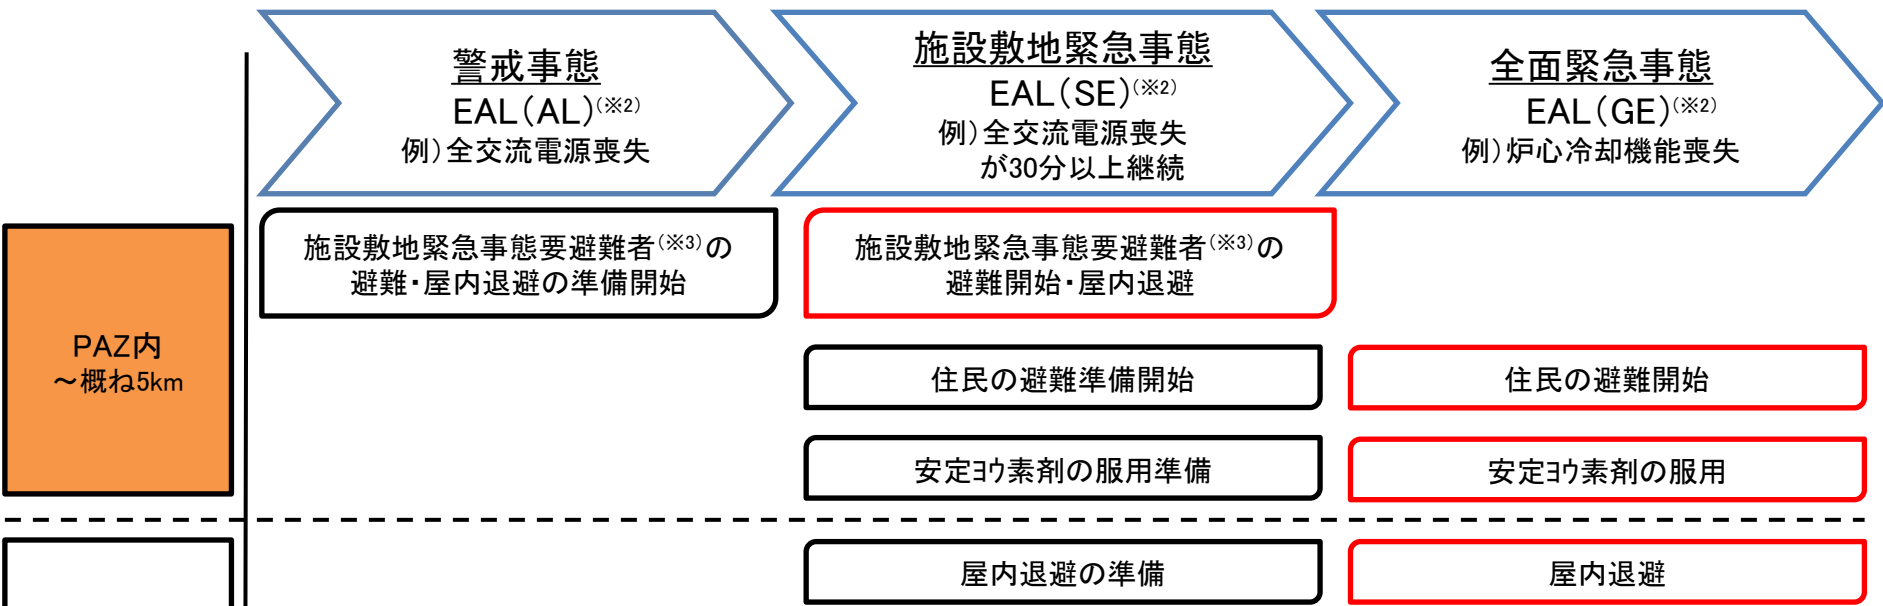 警戒事態
EAL(AL)(※2)
例)全交流電源喪失
施設敷地緊急事態
EAL(SE)(※2)
例)全交流電源喪失
が30分以上継続
全面緊急事態
EAL(GE)(※2)
例)炉心冷却機能喪失
PAZ内
~概ね5km
施設敷地緊急事態要避難者(※3)の
避難・屋内退避の準備開始
施設敷地緊急事態要避難者(※3)の
避難開始・屋内退避
住民の避難準備開始
住民の避難開始
安定ヨウ素剤の服用準備
安定ヨウ素剤の服用
屋内退避の準備
屋内退避